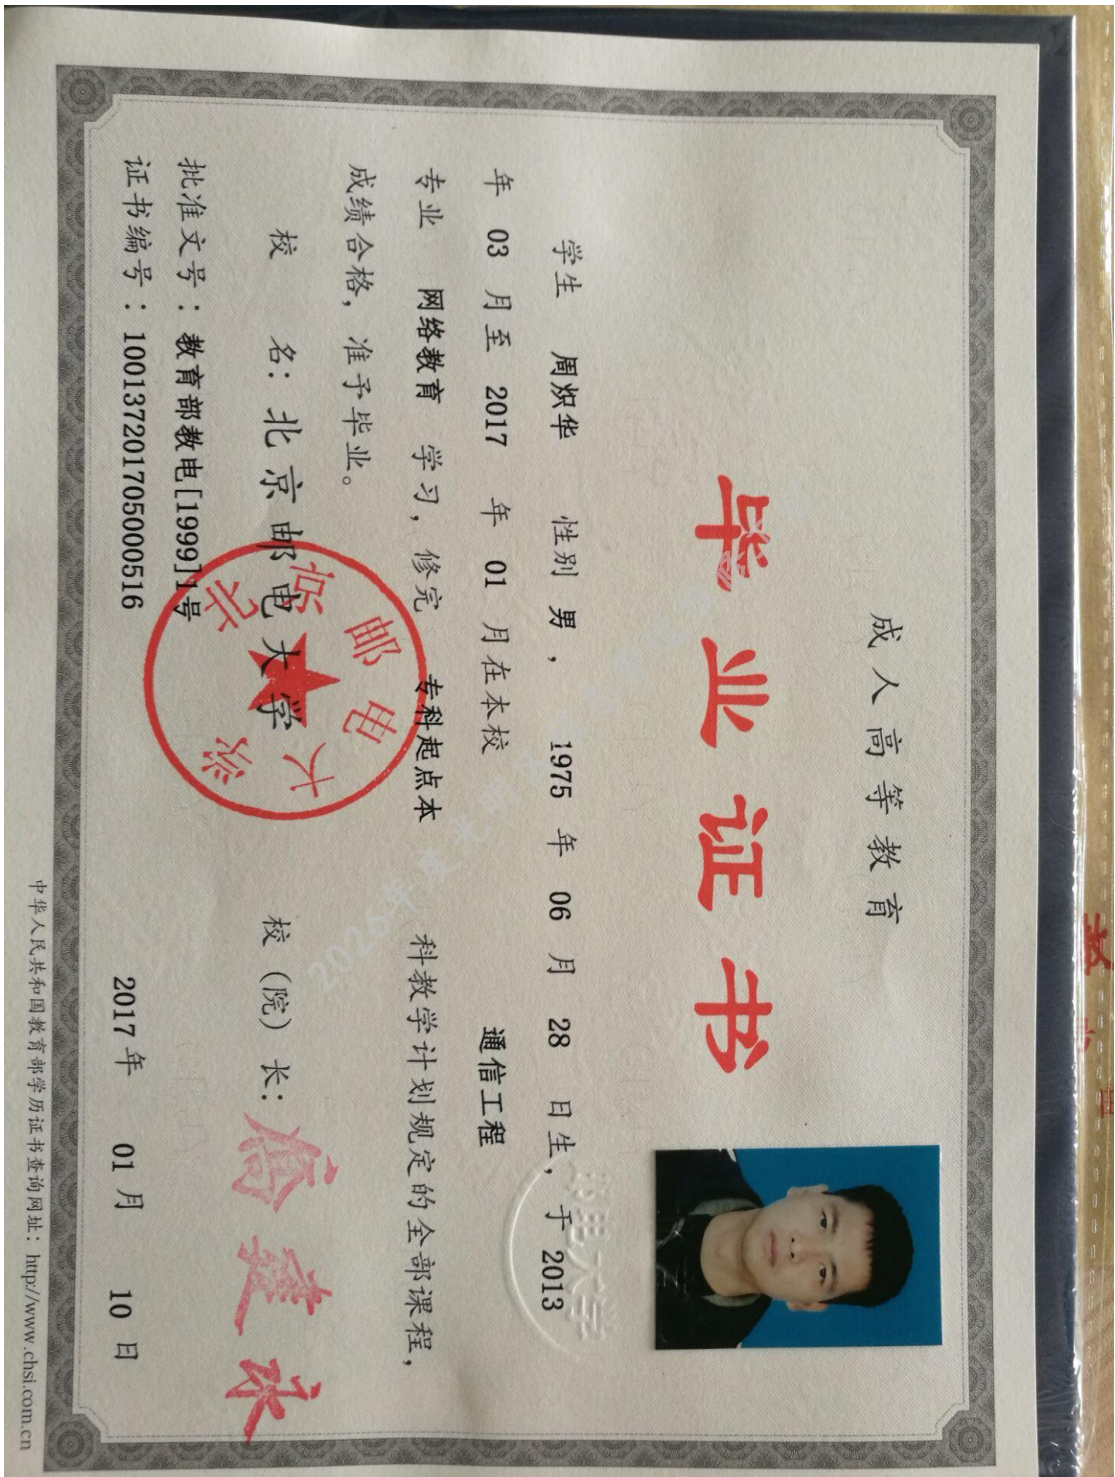 成人高等教育
毕业证书
学生 周炽华 性别 男， 1975 年 06 月 28 日生，于 2013
年 03 月至 2017 年 01 月在本校 通信工程
专业 网络教育 学习，修完 专科起点本 科教学计划规定的全部课程，
成绩合格，准予毕业。
校 名：北京邮电大学 校（院）长：
北京邮电大学
批准文号：教育部教电[1999]1号
证书编号：100137201705000516 2017 年 01 月 10 日
中华人民共和国教育部学历证书查询网址：http://www.chsi.com.cn
邮电大学